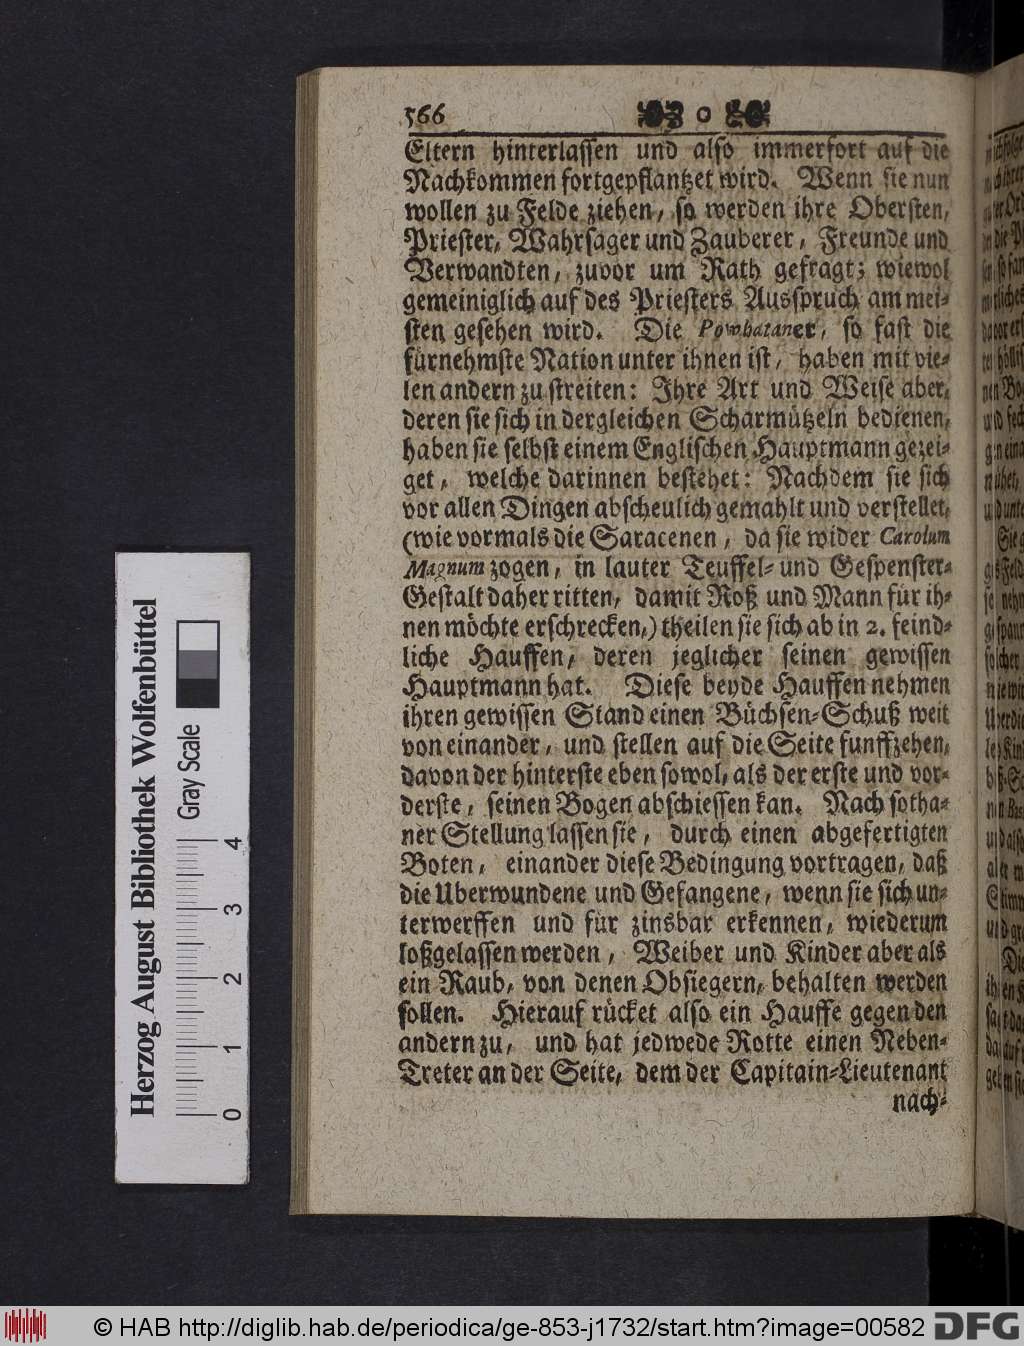 566 o
Eltern hinterlassen und also immerfort auf die
Nachkommen fortgepflantzet wird. Wenn sie nun
wollen zu Felde ziehen, so werden ihre Obersten,
Priester, Wahrsager und Zauberer, Freunde und
Verwandten, zuvor um Rath gefragt; wiewol
gemeiniglich auf des Priesters Ausspruch am mei-
sten gesehen wird. Die Powhataner, so fast die
fürnehmste Nation unter ihnen ist, haben mit vie-
len andern zu streiten: Ihre Art und Weise aber,
deren sie sich in dergleichen Scharmützeln bedienen,
haben sie selbst einem Englischen Hauptmann gezei-
get, welche darinnen bestehet: Nachdem sie sich
vor allen Dingen abscheulich gemahlt und verstellet,
(wie vormals die Saracenen, da sie wider Carolum
Magnum zogen, in lauter Teuffel- und Gespenster-
Gestalt daher ritten, damit Roß und Mann für ih-
nen möchte erschrecken,) theilen sie sich ab in 2. feind-
liche Hauffen, deren jeglicher seinen gewissen
Hauptmann hat. Diese beyde Hauffen nehmen
ihren gewissen Stand einen Büchsen-Schuß weit
von einander, und stellen auf die Seite funffzehen,
davon der hinterste eben sowol, als der erste und vor-
derste, seinen Bogen abschiessen kan. Nach sotha-
ner Stellung lassen sie, durch einen abgefertigten
Boten, einander diese Bedingung vortragen, daß
die Uberwundene und Gefangene, wenn sie sich un-
terwerffen und für zinsbar erkennen, wiederum
loßgelassen werden, Weiber und Kinder aber als
ein Raub, von denen Obsiegern, behalten werden
sollen. Hierauf rücket also ein Hauffe gegen den
andern zu, und hat jedwede Rotte einen Neben-
Treter an der Seite, dem der Capitain-Lieutenant
nach-
Herzog August Bibliothek Wolfenbüttel
Gray Scale
0 1 2 3 4
© HAB http://diglib.hab.de/periodica/ge-853-j1732/start.htm?image=00582 DFG